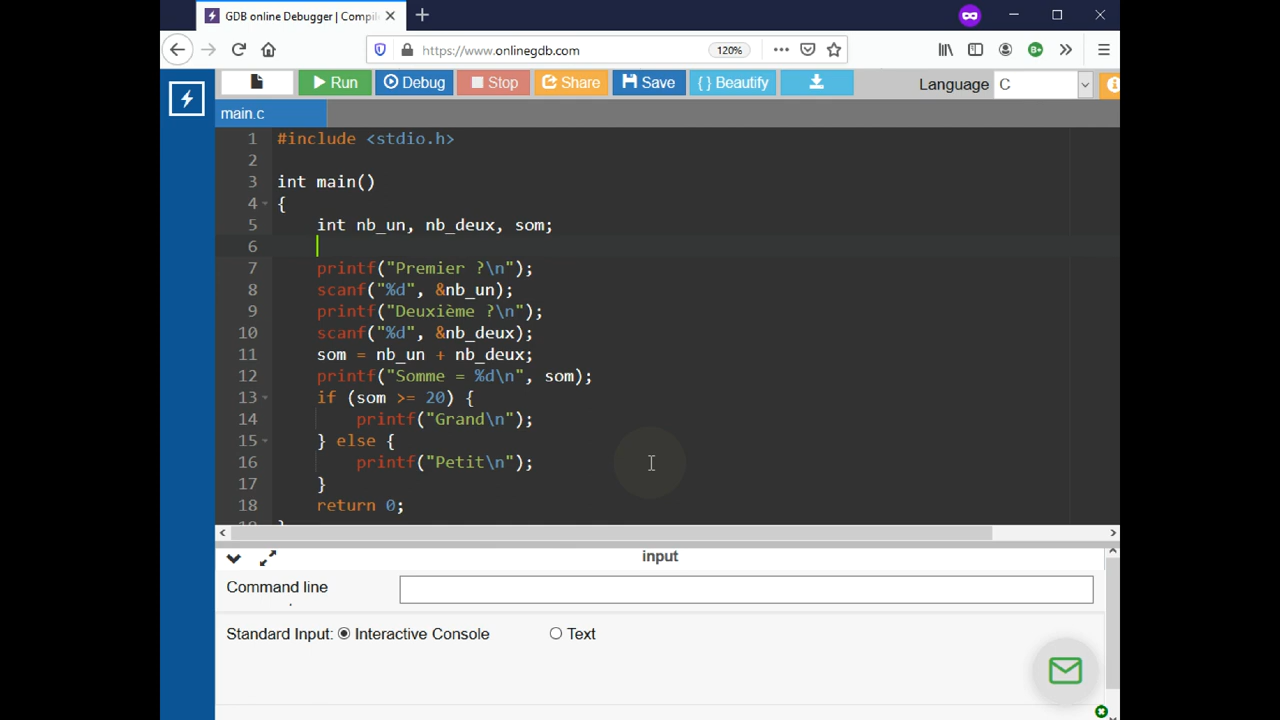 GDB online Debugger | Compile
https://www.onlinegdb.com
120%
Run
Debug
Stop
Share
Save
{ } Beautify
Language C
main.c
1 #include <stdio.h>
2
3 int main()
4 {
5 int nb_un, nb_deux, som;
6
7 printf("Premier ?\n");
8 scanf("%d", &nb_un);
9 printf("Deuxième ?\n");
10 scanf("%d", &nb_deux);
11 som = nb_un + nb_deux;
12 printf("Somme = %d\n", som);
13 if (som >= 20) {
14 printf("Grand\n");
15 } else {
16 printf("Petit\n");
17 }
18 return 0;
input
Command line
Standard Input: Interactive Console Text